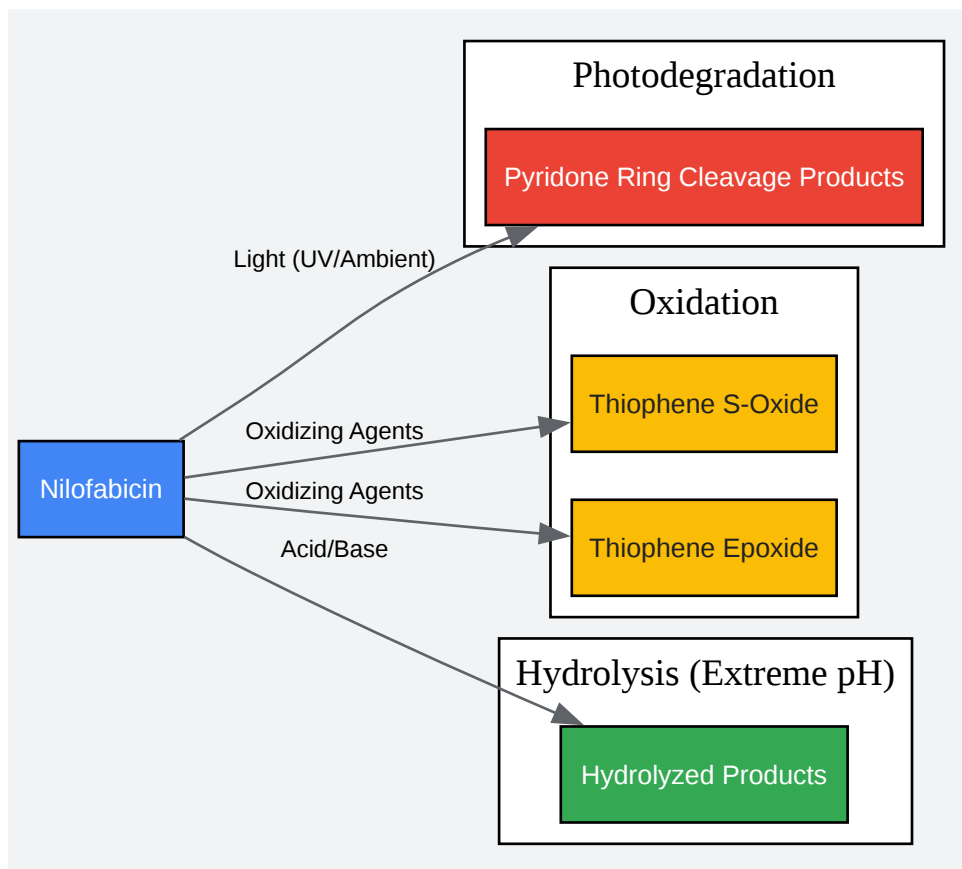 Photodegradation
Pyridone Ring Cleavage Products
Light (UV/Ambient)
Oxidation
Thiophene S-Oxide
Oxidizing Agents
Nilofabicin
Oxidizing Agents
Thiophene Epoxide
Acid/Base
Hydrolysis (Extreme pH)
Hydrolyzed Products